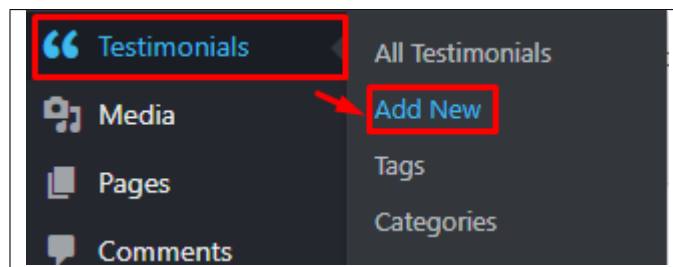 Testimonials
Media
Pages
Comments
All Testimonials
Add New
Tags
Categories